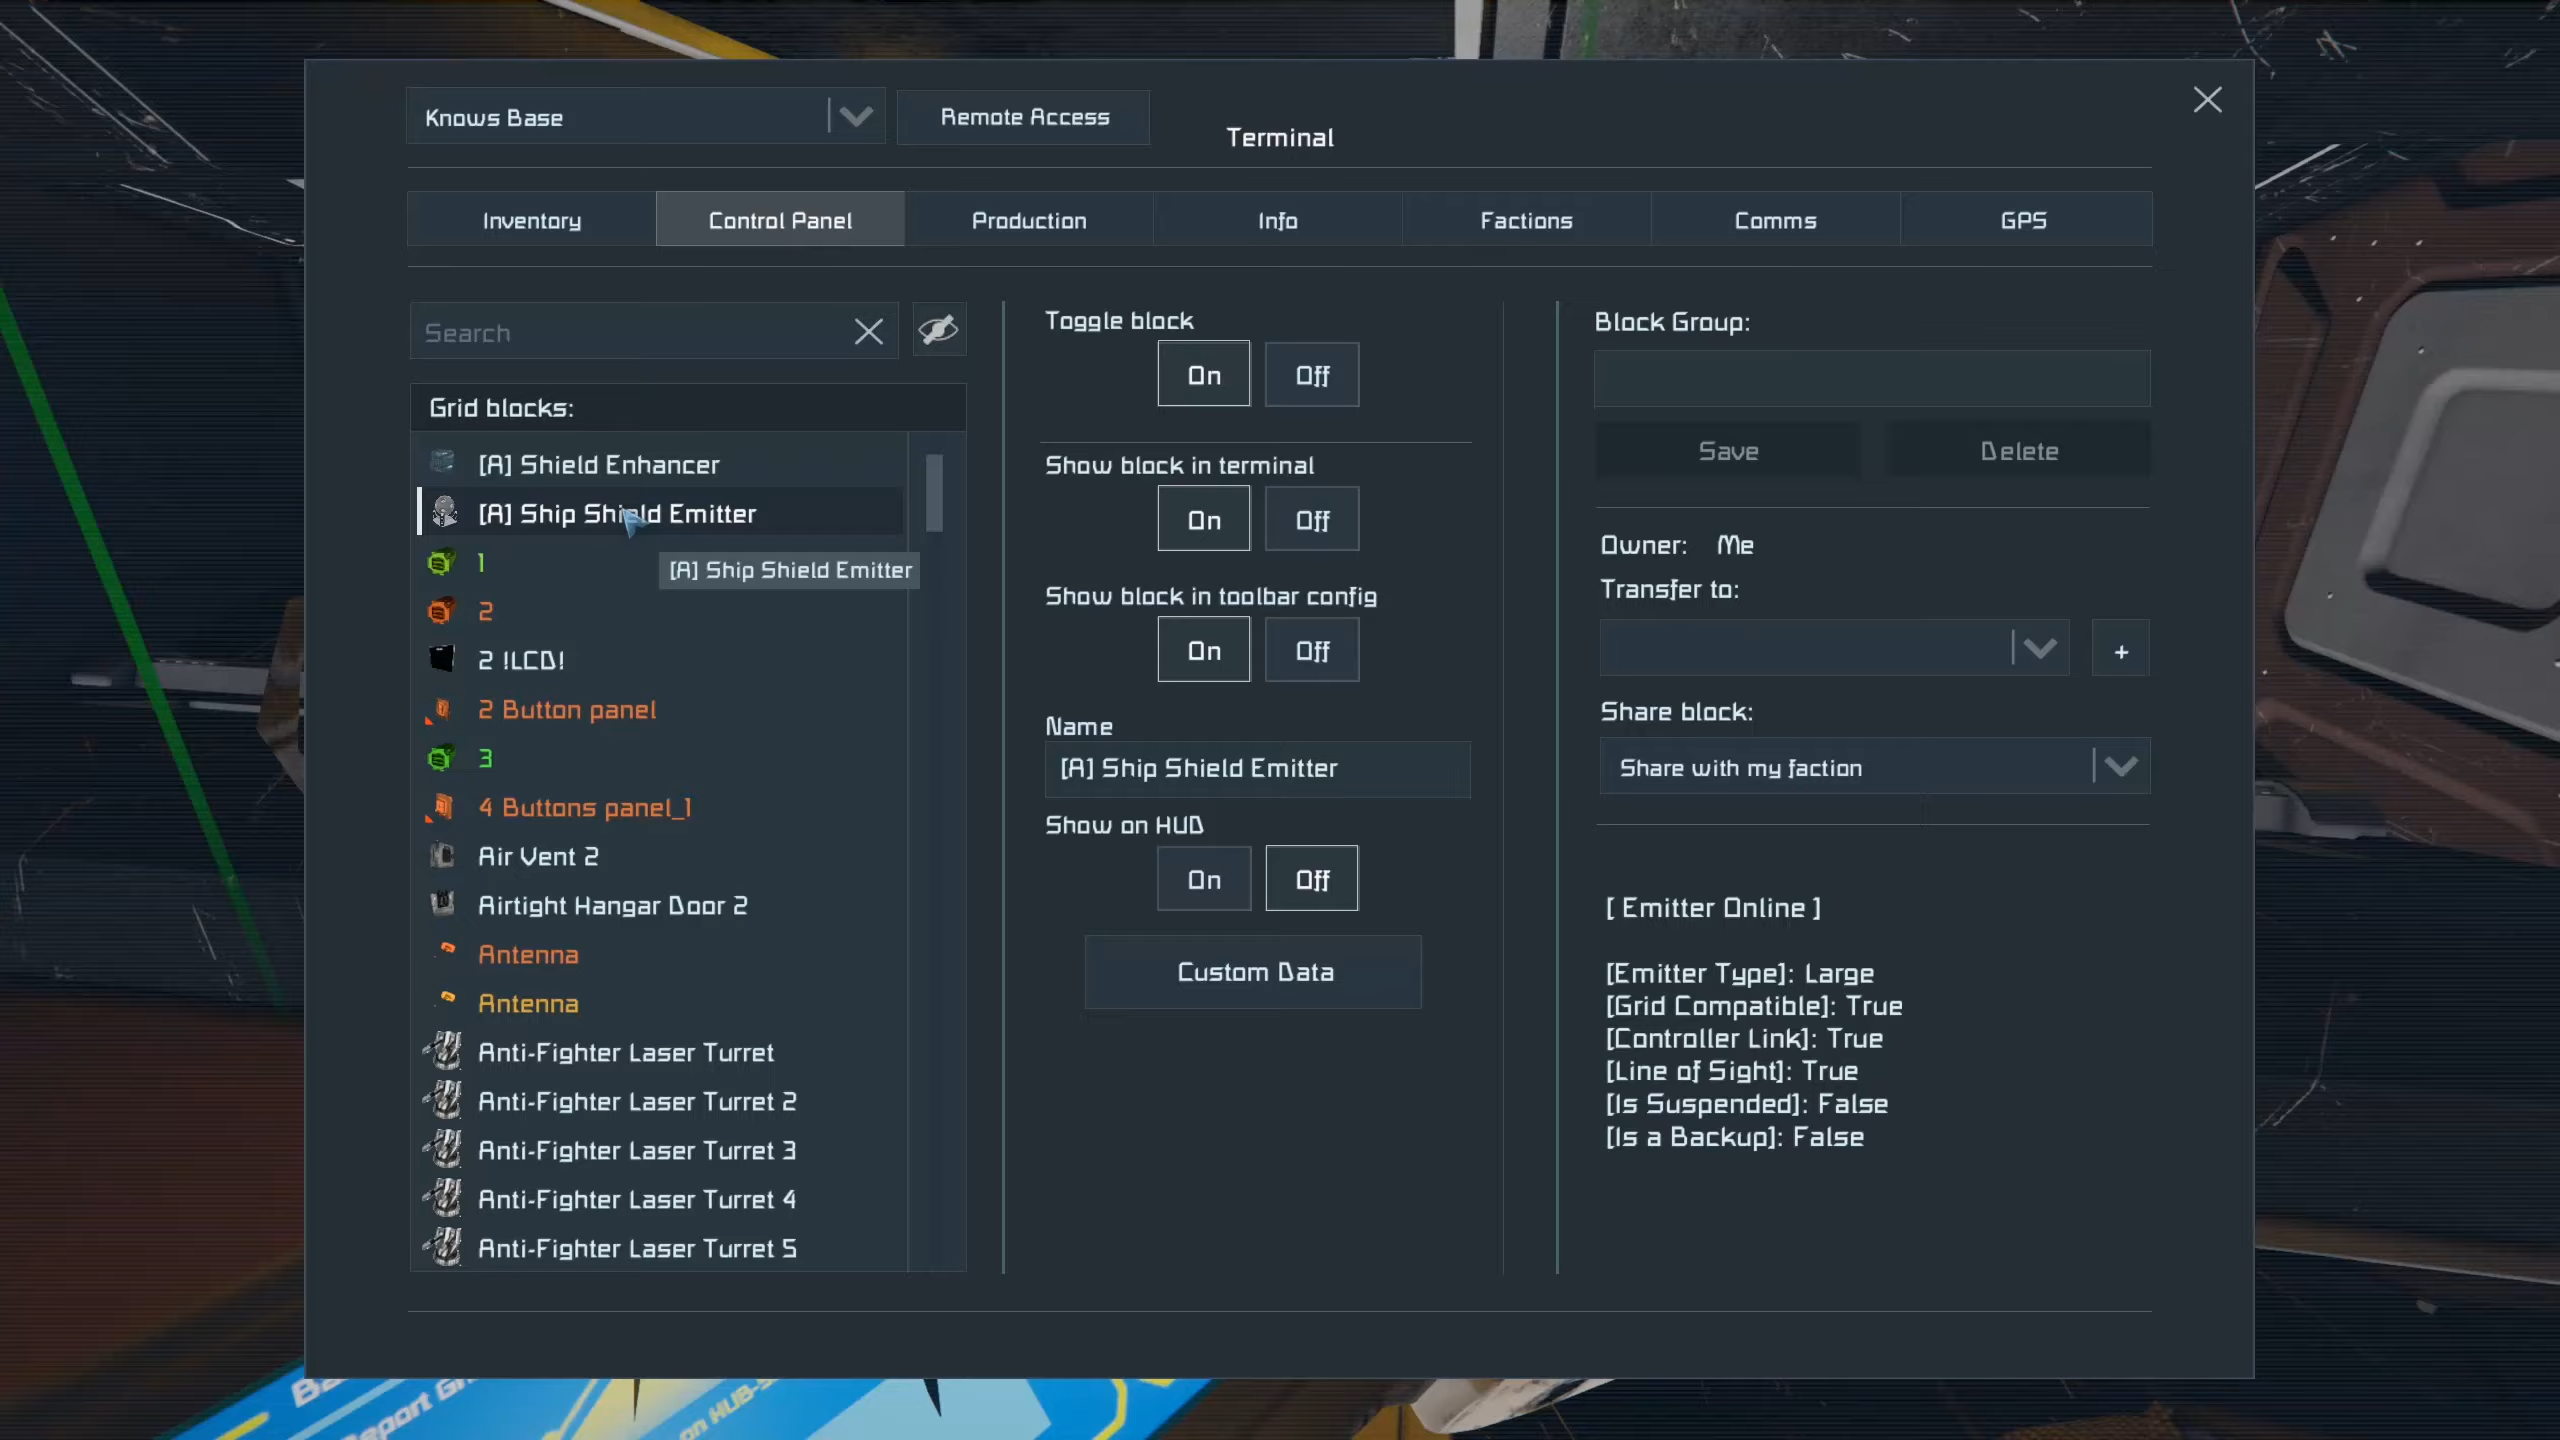 Knows Base
Remote Access
Terminal
Inventory
Control Panel
Production
Info
Factions
Comms
GPS
Search
Grid blocks:
[A] Shield Enhancer
[A] Ship Shield Emitter
1
[A] Ship Shield Emitter
2
2 !LCD!
2 Button panel
3
4 Buttons panel_1
Air Vent 2
Airtight Hangar Door 2
Antenna
Antenna
Anti-Fighter Laser Turret
Anti-Fighter Laser Turret 2
Anti-Fighter Laser Turret 3
Anti-Fighter Laser Turret 4
Anti-Fighter Laser Turret 5
Toggle block
On
Off
Show block in terminal
On
Off
Show block in toolbar config
On
Off
Name
[A] Ship Shield Emitter
Show on HUD
On
Off
Custom Data
Block Group:
Save
Delete
Owner: Me
Transfer to:
+
Share block:
Share with my faction
[ Emitter Online ]
[Emitter Type]: Large
[Grid Compatible]: True
[Controller Link]: True
[Line of Sight]: True
[Is Suspended]: False
[Is a Backup]: False